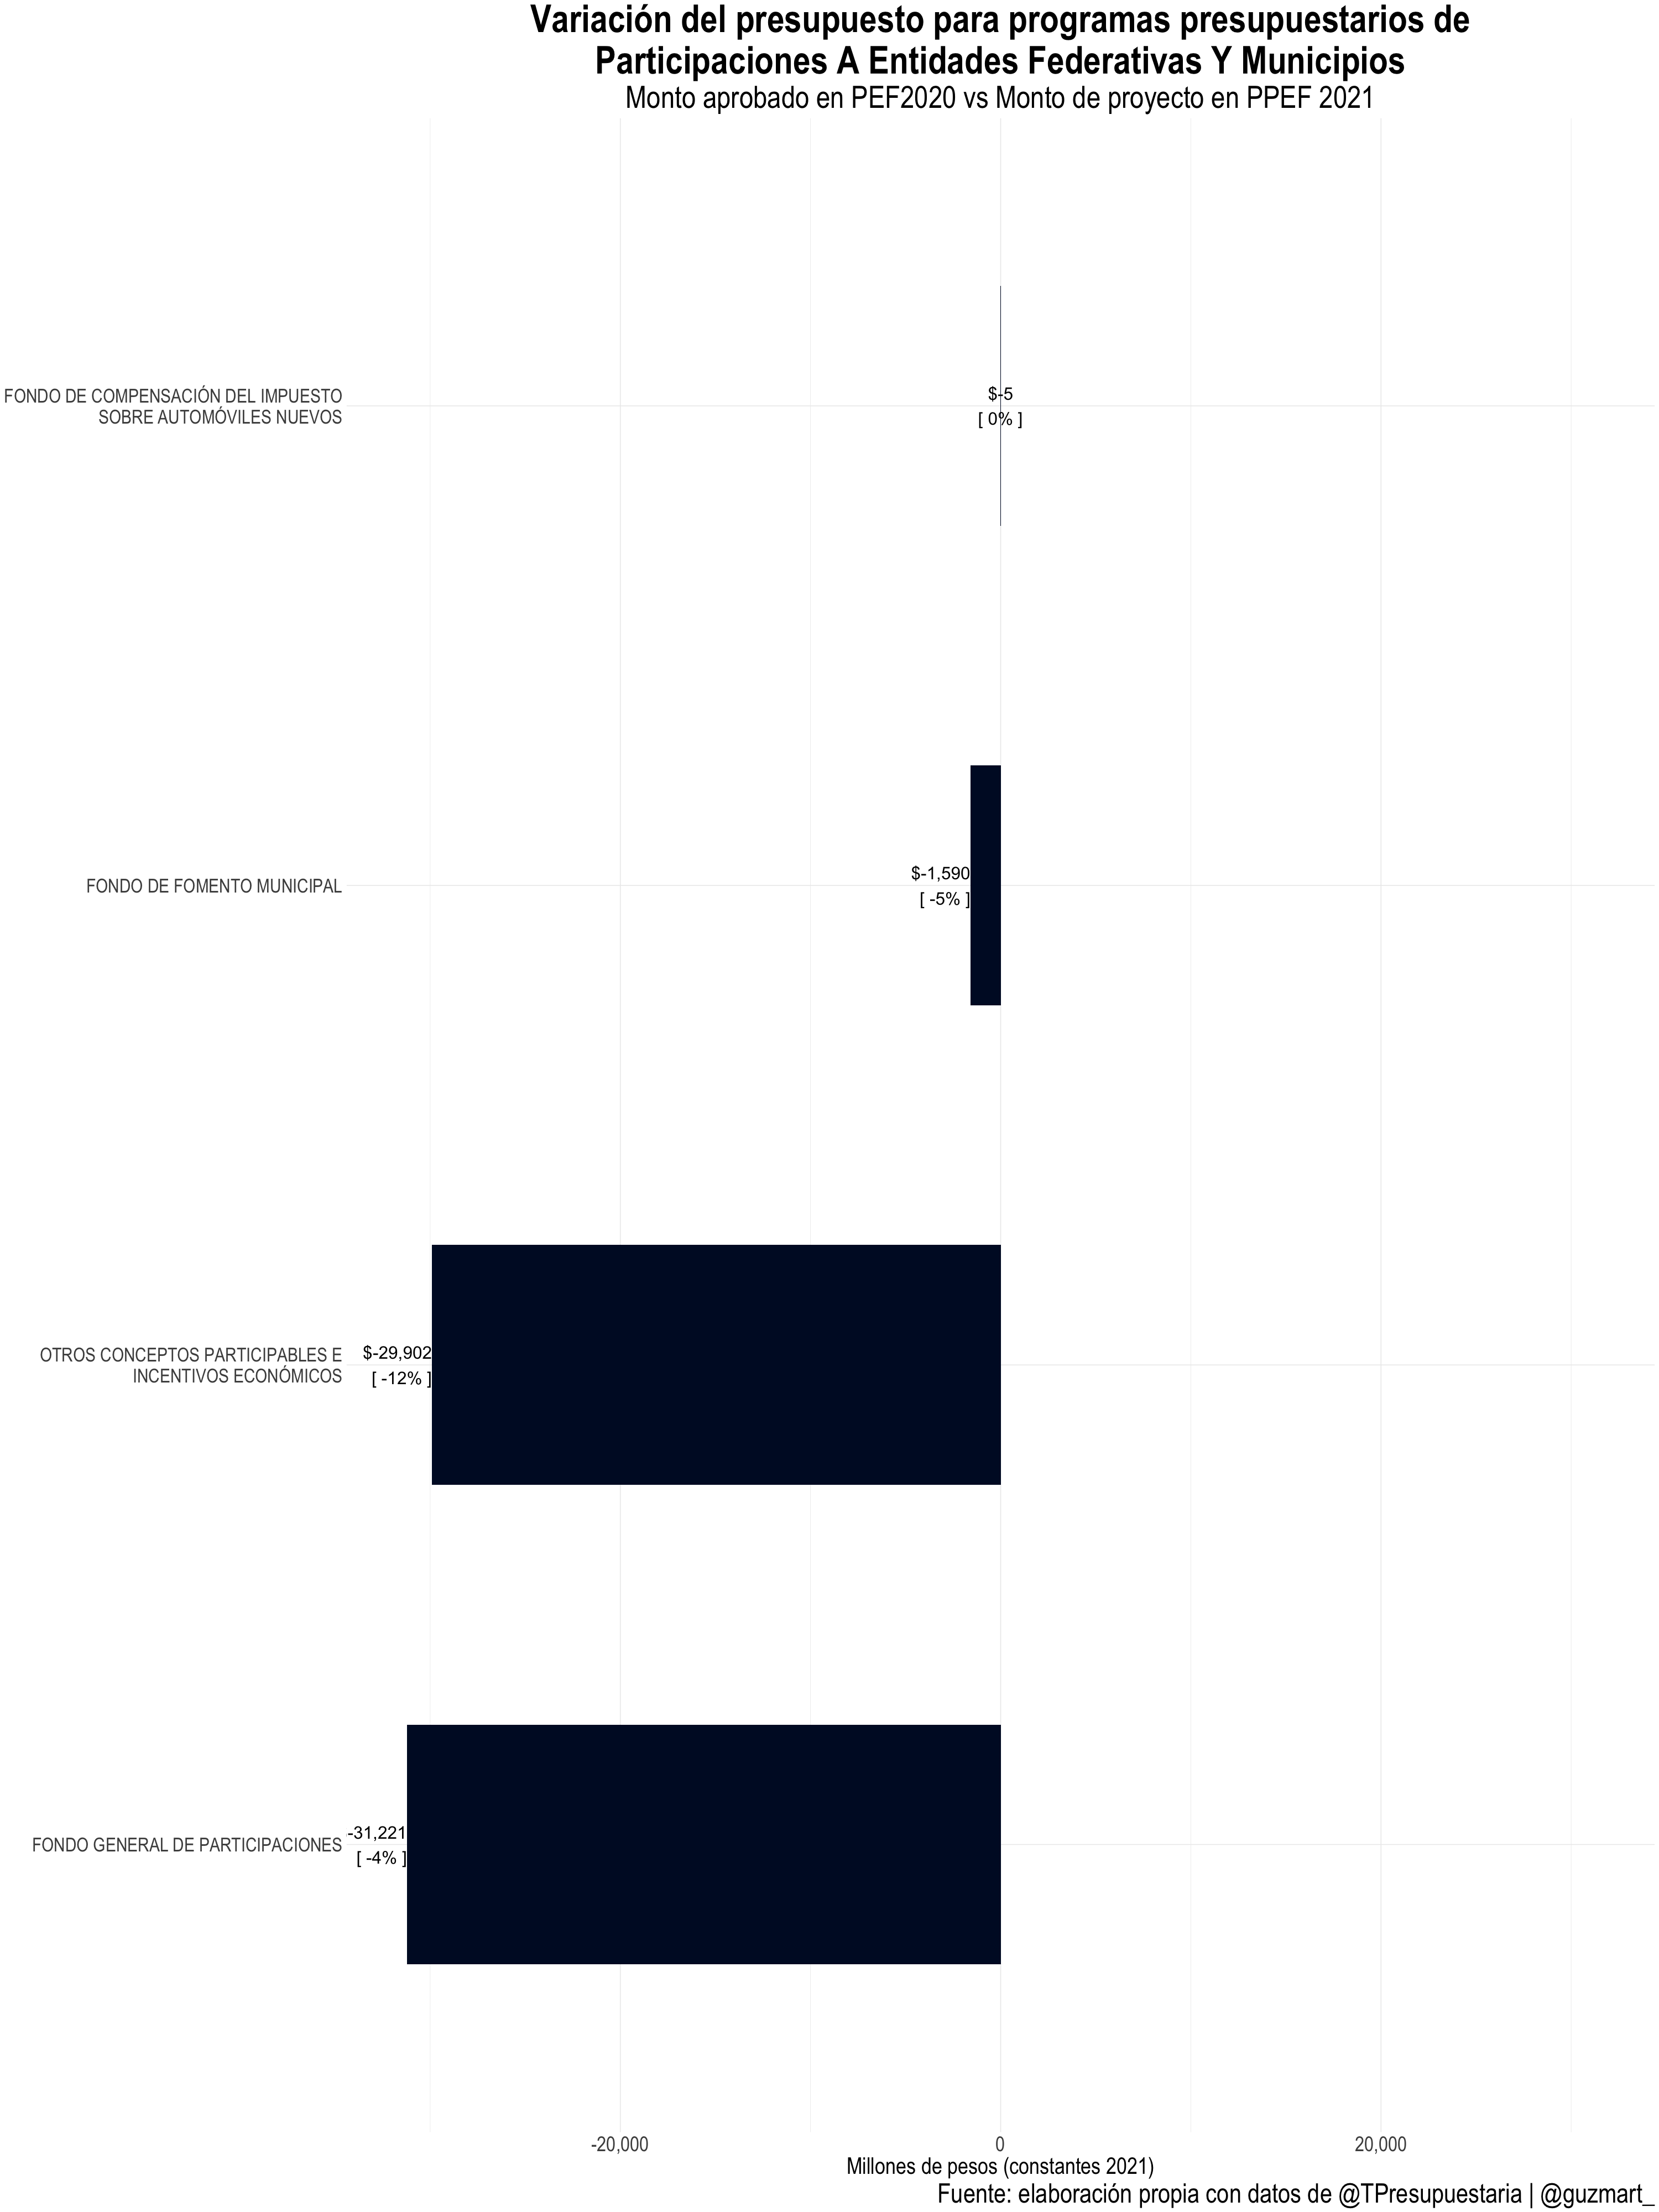 Variación del presupuesto para programas presupuestarios de
Participaciones A Entidades Federativas Y Municipios
Monto aprobado en PEF2020 vs Monto de proyecto en PPEF 2021
FONDO DE COMPENSACIÓN DEL IMPUESTO
SOBRE AUTOMÓVILES NUEVOS
$-5
[ 0% ]
FONDO DE FOMENTO MUNICIPAL
$-1,590
[ -5% ]
OTROS CONCEPTOS PARTICIPABLES E
INCENTIVOS ECONÓMICOS
$-29,902
[ -12% ]
FONDO GENERAL DE PARTICIPACIONES
-31,221
[ -4% ]
-20,000 0 20,000
Millones de pesos (constantes 2021)
Fuente: elaboración propia con datos de @TPresupuestaria | @guzmart_